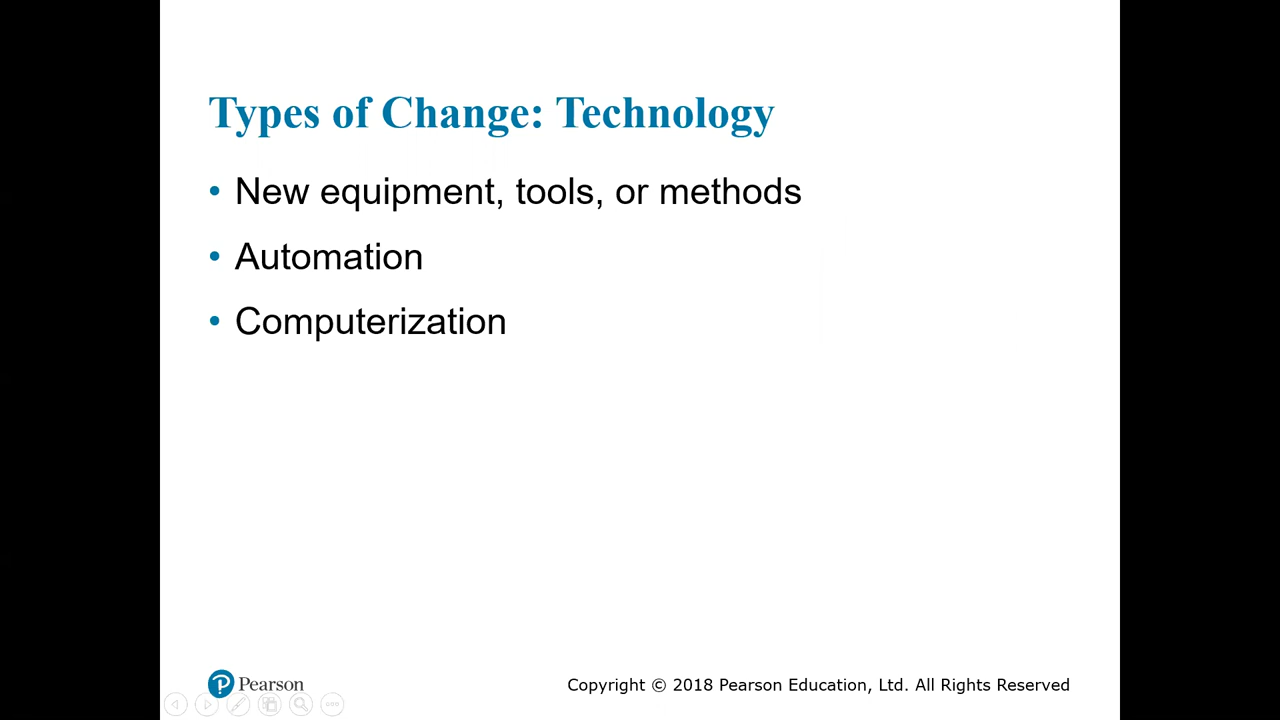 Types of Change: Technology
• New equipment, tools, or methods
• Automation
• Computerization
Pearson
Copyright © 2018 Pearson Education, Ltd. All Rights Reserved